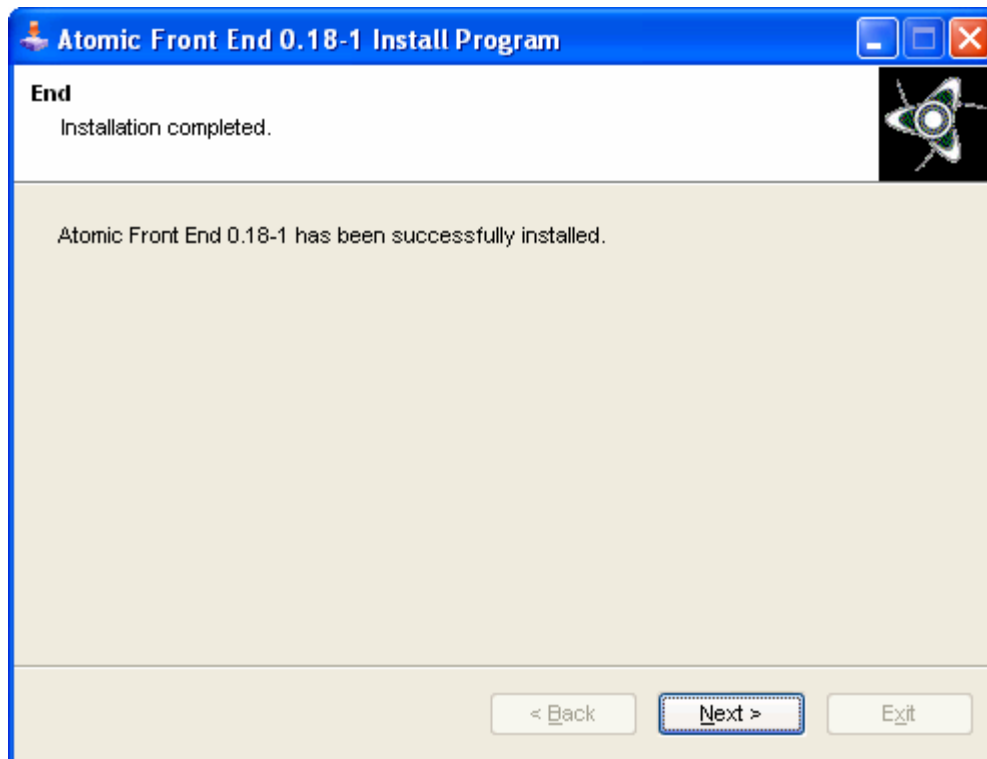 Atomic Front End 0.18-1 Install Program
End
Installation completed.
Atomic Front End 0.18-1 has been successfully installed.
< Back Next > Exit